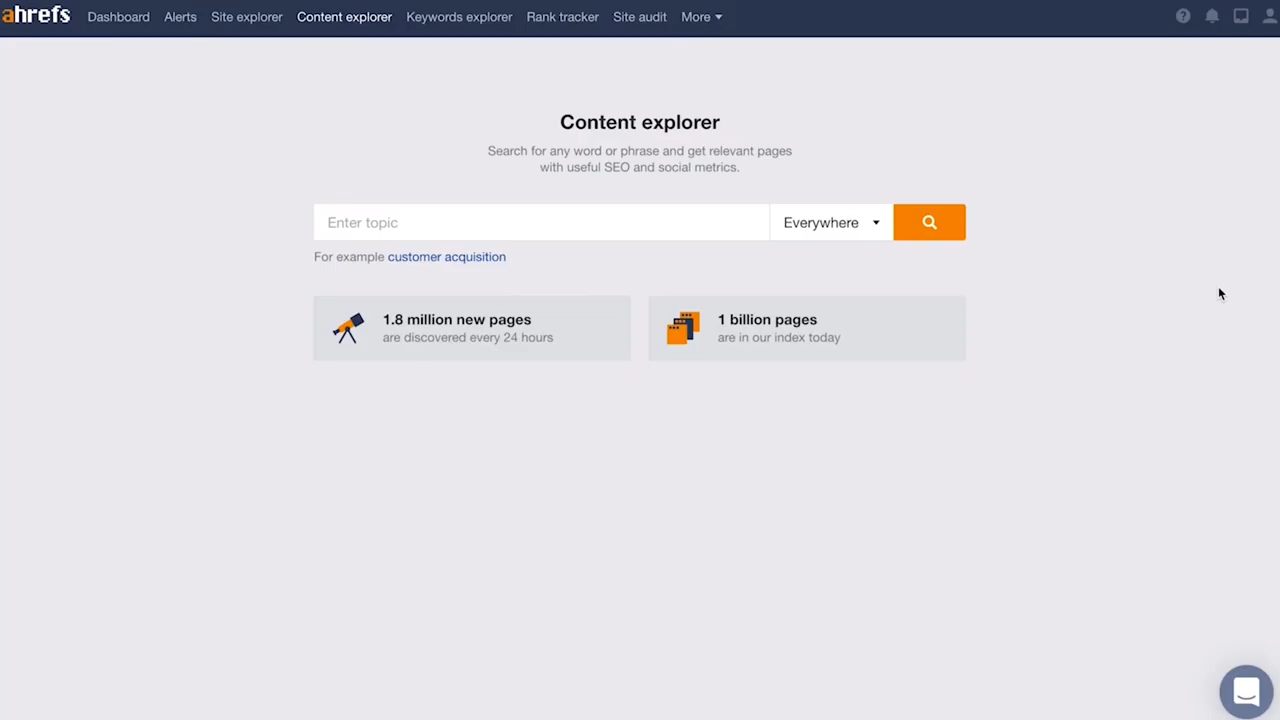 ahrefs Dashboard Alerts Site explorer Content explorer Keywords explorer Rank tracker Site audit More
Content explorer
Search for any word or phrase and get relevant pages
with useful SEO and social metrics.
Enter topic Everywhere
For example customer acquisition
1.8 million new pages
are discovered every 24 hours
1 billion pages
are in our index today